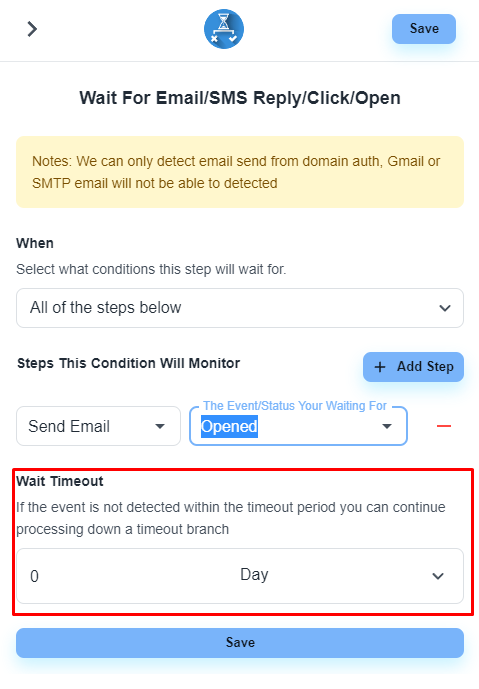 Save
Wait For Email/SMS Reply/Click/Open
Notes: We can only detect email send from domain auth, Gmail or
SMTP email will not be able to detected
When
Select what conditions this step will wait for.
All of the steps below
Steps This Condition Will Monitor
+ Add Step
The Event/Status Your Waiting For
Send Email
Opened
Wait Timeout
If the event is not detected within the timeout period you can continue
processing down a timeout branch
0 Day
Save